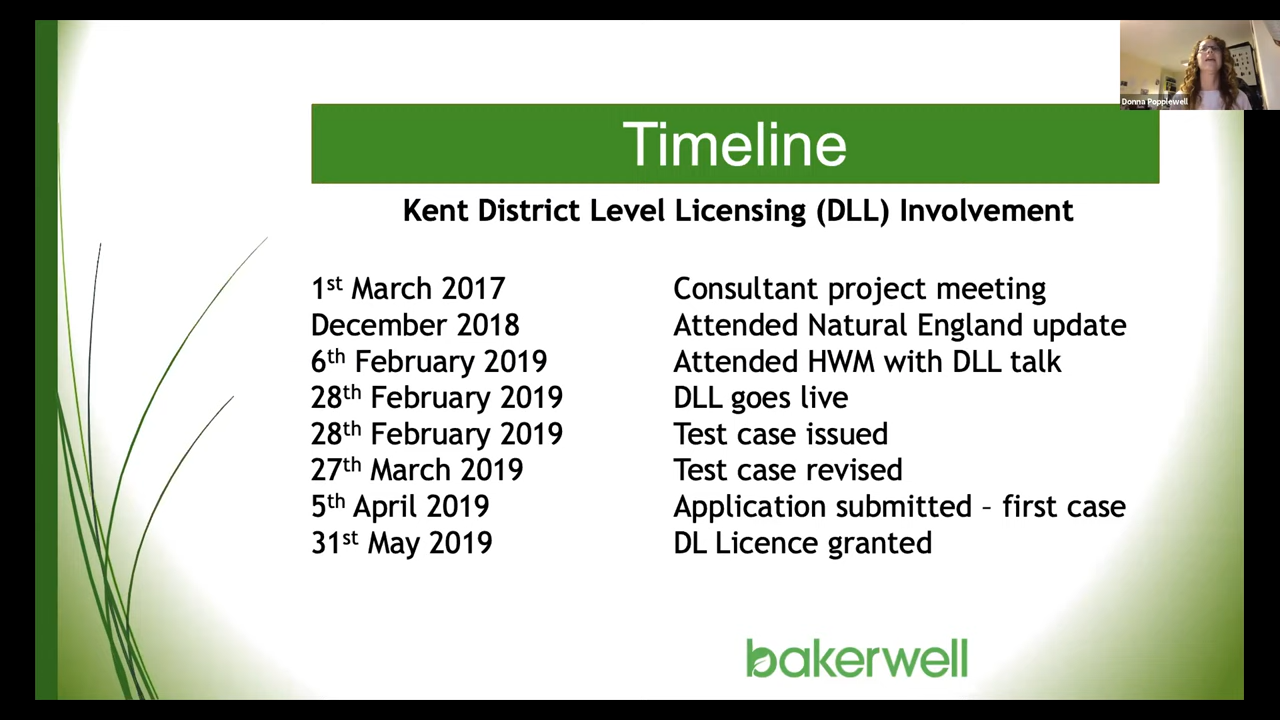 Donna Popplewell
Timeline
Kent District Level Licensing (DLL) Involvement
1st March 2017 Consultant project meeting
December 2018 Attended Natural England update
6th February 2019 Attended HWM with DLL talk
28th February 2019 DLL goes live
28th February 2019 Test case issued
27th March 2019 Test case revised
5th April 2019 Application submitted – first case
31st May 2019 DL Licence granted
bakerwell